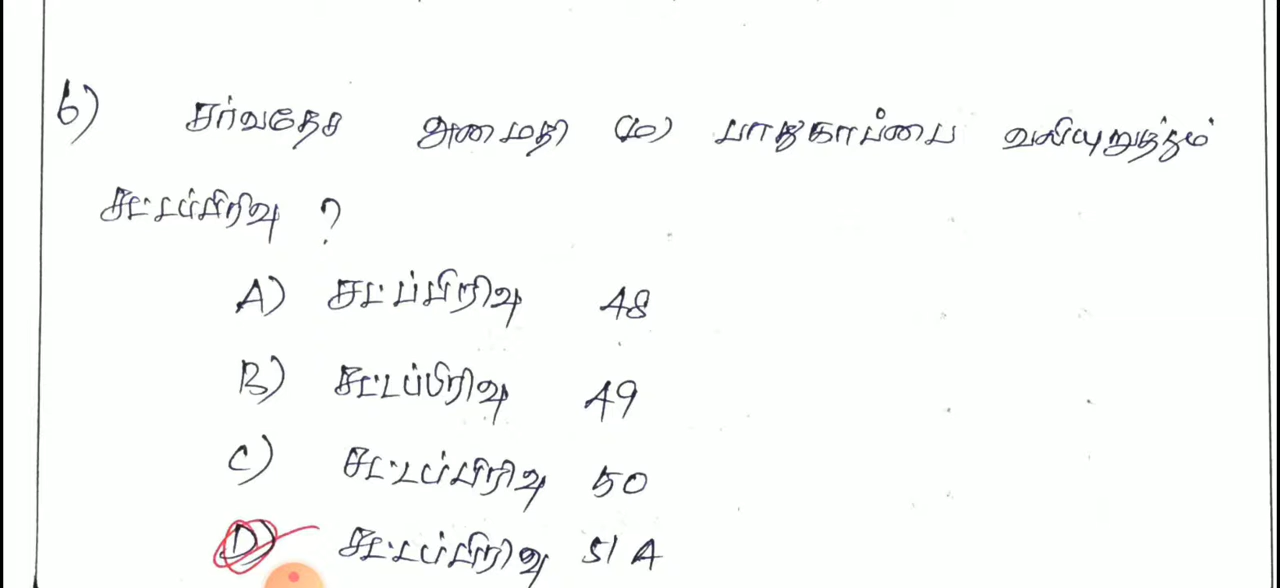 6) சர்வதேச அமைதி (ம) பாதுகாப்பை வலியுறுத்தும்
சட்டப்பிரிவு ?
A) சட்டப்பிரிவு 48
B) சட்டப்பிரிவு 49
C) சட்டப்பிரிவு 50
D) சட்டப்பிரிவு 51 A